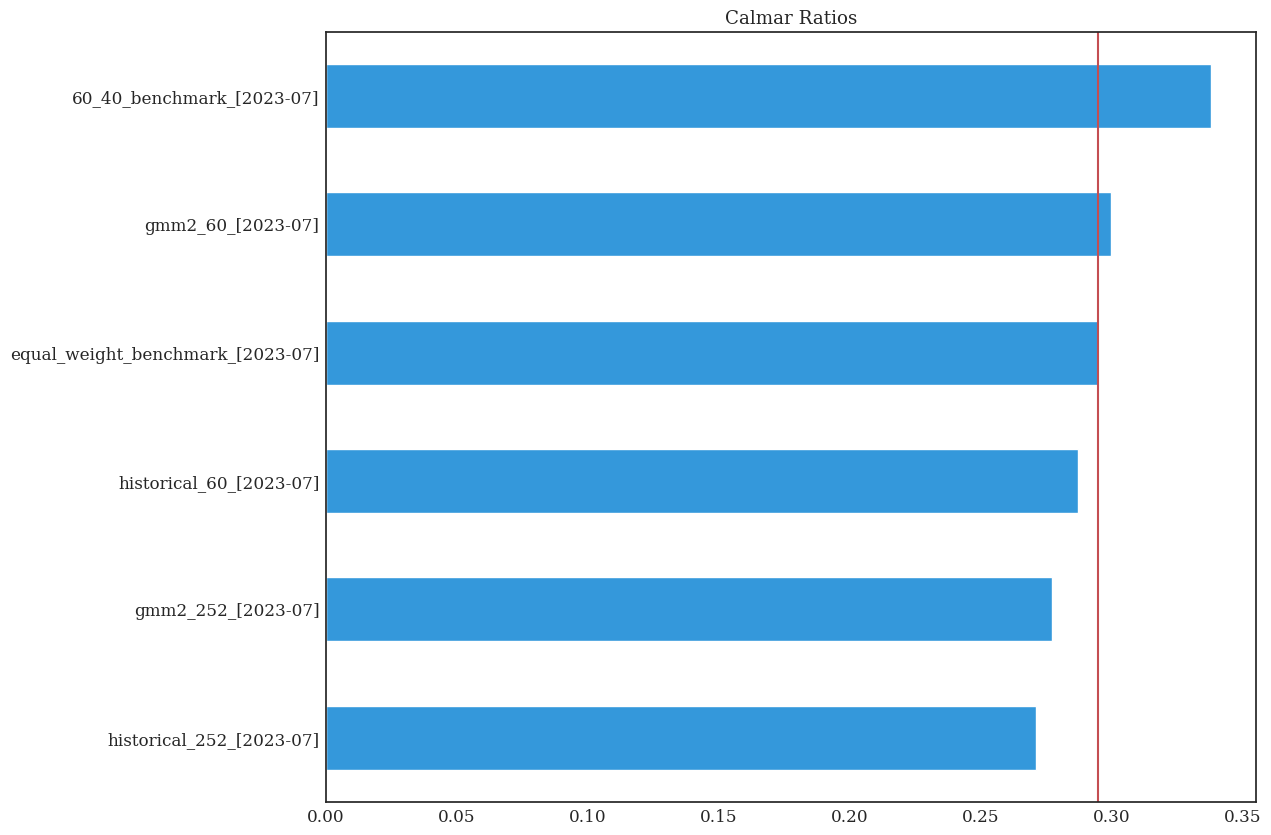 Calmar Ratios
60_40_benchmark_[2023-07]
gmm2_60_[2023-07]
equal_weight_benchmark_[2023-07]
historical_60_[2023-07]
gmm2_252_[2023-07]
historical_252_[2023-07]
0.00 0.05 0.10 0.15 0.20 0.25 0.30 0.35